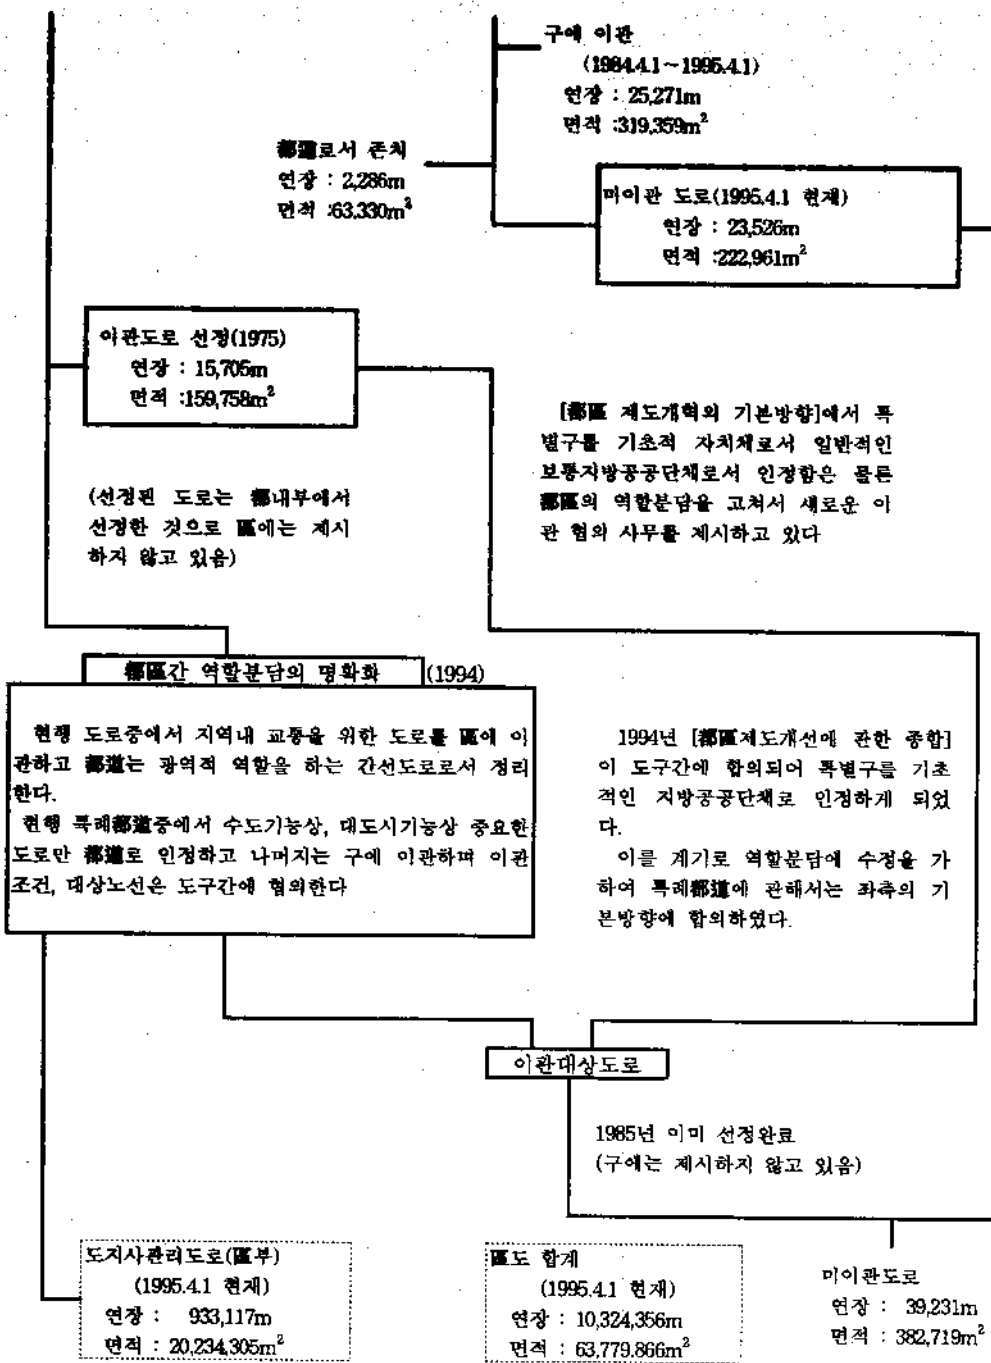 구에 이관
(1984.4.1~1995.4.1)
연장 : 25,271m
면적 :319,359m²
都道로서 존치
연장 : 2,286m
면적 :63,330m²
미이관 도로(1995.4.1 현재)
연장 : 23,526m
면적 :222,961m²
이관도로 선정(1975)
연장 : 15,705m
면적 :159,758m²
[都區 제도개혁의 기본방향]에서 특
별구를 기초적 자치체로서 일반적인
보통지방공공단체로서 인정함은 물론
都區의 역할분담을 고쳐서 새로운 이
관 협의 사무를 제시하고 있다
(선정된 도로는 都내부에서
선정한 것으로 區에는 제시
하지 않고 있음)
都區간 역할분담의 명확화 (1994)
현행 도로중에서 지역내 교통을 위한 도로를 區에 이
관하고 都道는 광역적 역할을 하는 간선도로로서 정리
한다.
현행 특례都道중에서 수도기능상, 대도시기능상 중요한
도로만 都道로 인정하고 나머지는 구에 이관하며 이관
조건, 대상노선은 도구간에 협의한다
1994년 [都區제도개선에 관한 종합]
이 도구간에 합의되어 특별구를 기초
적인 지방공공단체로 인정하게 되었
다.
이를 계기로 역할분담에 수정을 가
하여 특례都道에 관해서는 좌측의 기
본방향에 합의하였다.
이관대상도로
1985년 이미 선정완료
(구에는 제시하지 않고 있음)
도지사관리도로(區부)
(1995.4.1 현재)
연장 : 933,117m
면적 : 20,234,305m²
區도 합계
(1995.4.1 현재)
연장 : 10,324,356m
면적 : 63,779.866m²
미이관도로
연장 : 39,231m
면적 : 382,719m²